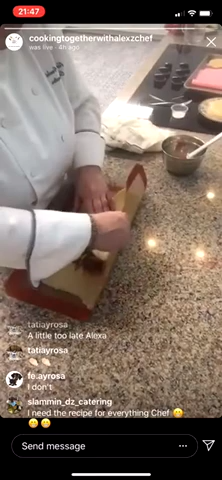 21:47
cookingtogetherwithalexzchef
was live · 4h ago
tatiayrosa
A little too late Alexa
tatiayrosa
fe.ayrosa
I don't
slammin_dz_catering
I need the recipe for everything Chef 😁
😁 😁
Send message